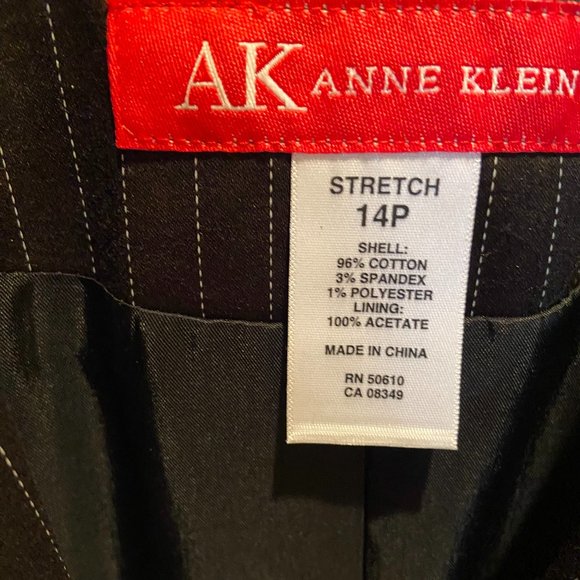 AK ANNE KLEIN
STRETCH
14P
SHELL:
96% COTTON
3% SPANDEX
1% POLYESTER
LINING:
100% ACETATE
MADE IN CHINA
RN 50610
CA 08349